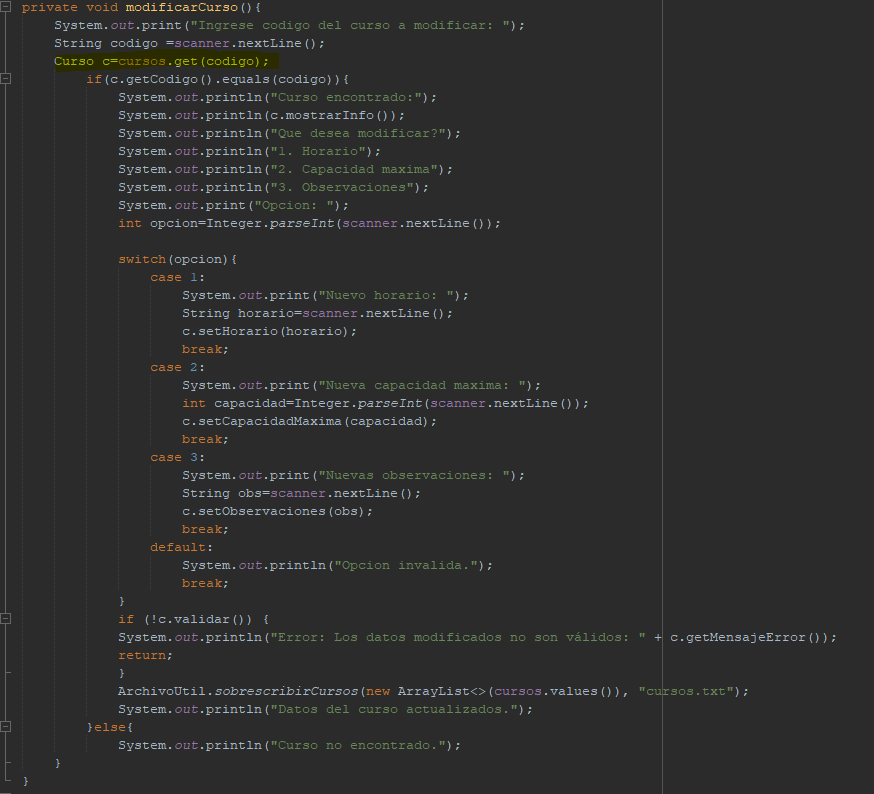 private void modificarCurso(){
System.out.print("Ingrese codigo del curso a modificar: ");
String codigo =scanner.nextLine();
Curso c=cursos.get(codigo);
if(c.getCodigo().equals(codigo)){
System.out.println("Curso encontrado:");
System.out.println(c.mostrarInfo());
System.out.println("Que desea modificar?");
System.out.println("1. Horario");
System.out.println("2. Capacidad maxima");
System.out.println("3. Observaciones");
System.out.print("Opcion: ");
int opcion=Integer.parseInt(scanner.nextLine());
switch(opcion){
case 1:
System.out.print("Nuevo horario: ");
String horario=scanner.nextLine();
c.setHorario(horario);
break;
case 2:
System.out.print("Nueva capacidad maxima: ");
int capacidad=Integer.parseInt(scanner.nextLine());
c.setCapacidadMaxima(capacidad);
break;
case 3:
System.out.print("Nuevas observaciones: ");
String obs=scanner.nextLine();
c.setObservaciones(obs);
break;
default:
System.out.println("Opcion invalida.");
break;
}
if (!c.validar()) {
System.out.println("Error: Los datos modificados no son válidos: " + c.getMensajeError());
return;
}
ArchivoUtil.sobrescribirCursos(new ArrayList<>(cursos.values()), "cursos.txt");
System.out.println("Datos del curso actualizados.");
}else{
System.out.println("Curso no encontrado.");
}
}